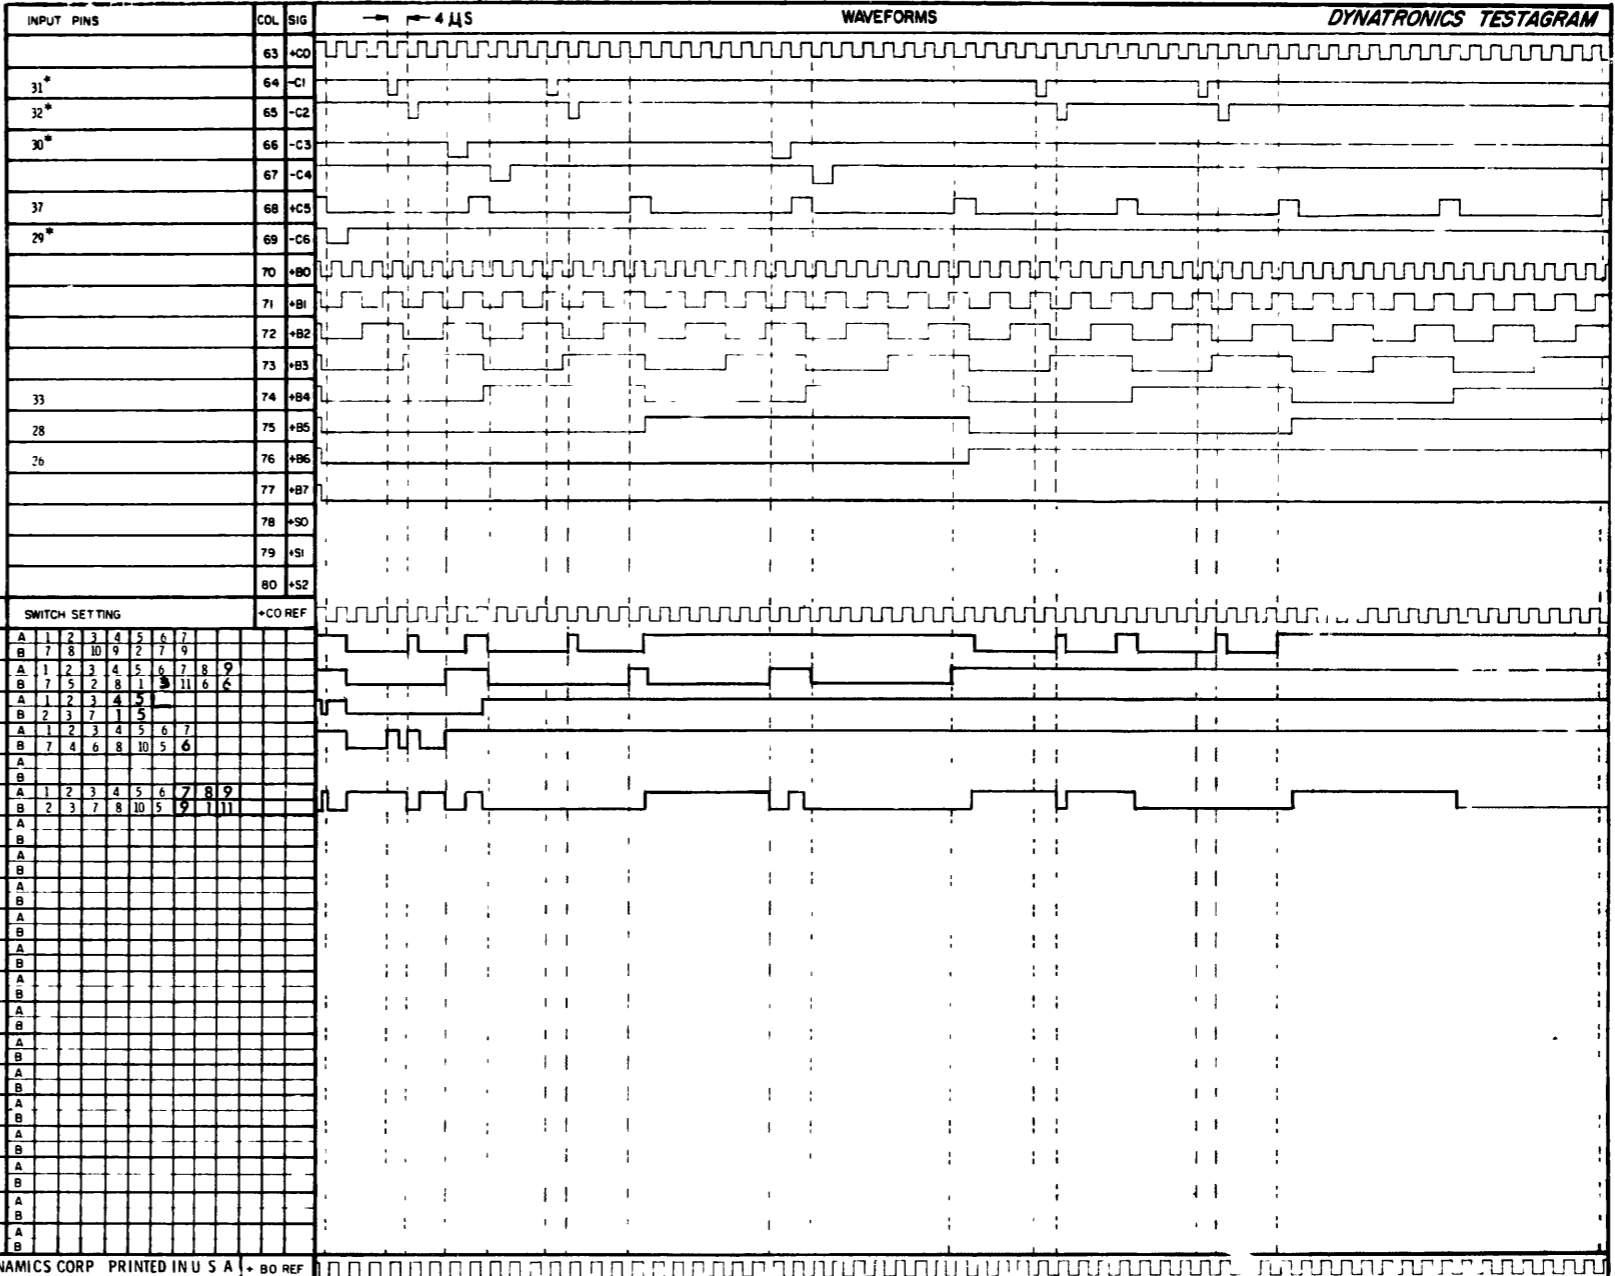 INPUT PINS COL SIG 4 µS WAVEFORMS DYNATRONICS TESTAGRAM
63 +C0
31* 64 -C1
32* 65 -C2
30* 66 -C3
67 -C4
37 68 +C5
29* 69 -C6
70 +B0
71 +B1
72 +B2
73 +B3
33 74 +B4
28 75 +B5
26 76 +B6
77 +B7
78 +S0
79 +S1
80 +S2
SWITCH SETTING +CO REF
A 1 2 3 4 5 6 7
B 7 8 10 9 2 7 9
A 1 2 3 4 5 6 7 8 9
B 7 5 2 8 1 3 11 6 6
A 1 2 3 4 5
B 2 3 7 1 5
A 1 2 3 4 5 6 7
B 7 4 6 8 10 5 6
A
B
A 1 2 3 4 5 6 7 8 9
B 2 3 7 8 10 5 9 1 11
A
B
A
B
A
B
A
B
A
B
A
B
A
B
A
B
A
B
A
B
A
B
A
B
A
B
A
B
NAMICS CORP PRINTED IN U S A + BO REF